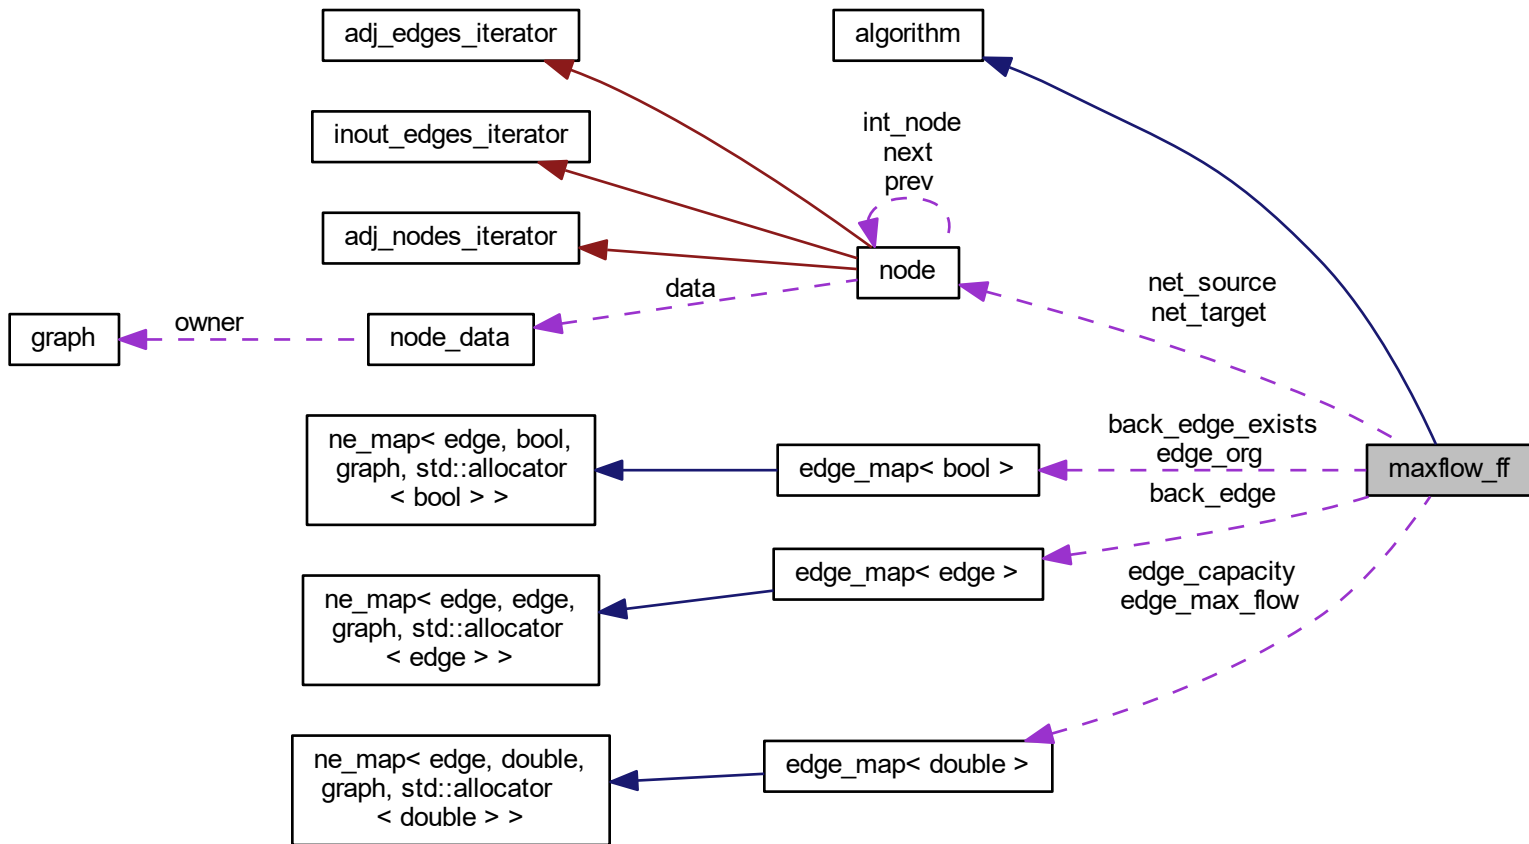 adj_edges_iterator
algorithm
inout_edges_iterator
int_node
next
prev
adj_nodes_iterator
node
data
net_source
net_target
graph
owner
node_data
ne_map< edge, bool,
graph, std::allocator
< bool > >
edge_map< bool >
back_edge_exists
edge_org
maxflow_ff
back_edge
ne_map< edge, edge,
graph, std::allocator
< edge > >
edge_map< edge >
edge_capacity
edge_max_flow
ne_map< edge, double,
graph, std::allocator
< double > >
edge_map< double >